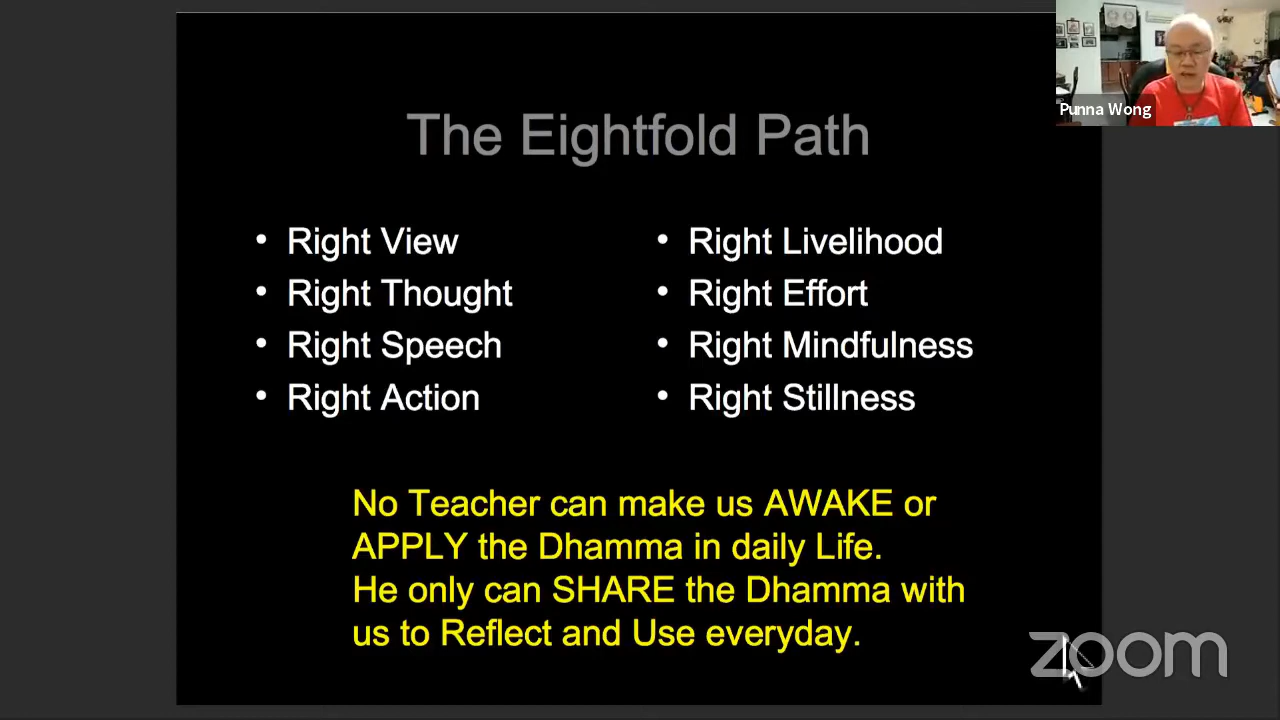 The Eightfold Path
• Right View
• Right Thought
• Right Speech
• Right Action
• Right Livelihood
• Right Effort
• Right Mindfulness
• Right Stillness
No Teacher can make us AWAKE or
APPLY the Dhamma in daily Life.
He only can SHARE the Dhamma with
us to Reflect and Use everyday.
Punna Wong
zoom